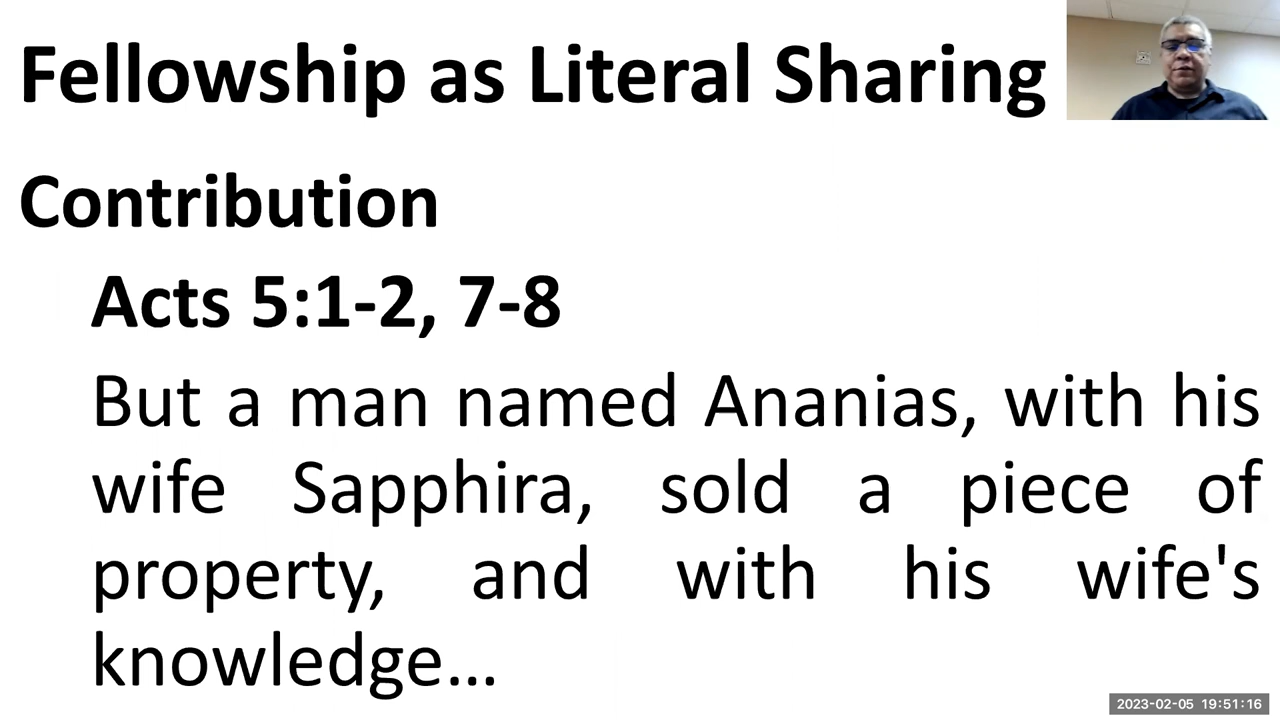 Fellowship as Literal Sharing
Contribution
Acts 5:1-2, 7-8
But a man named Ananias, with his
wife Sapphira, sold a piece of
property, and with his wife's
knowledge...
2023-02-05 19:51:16